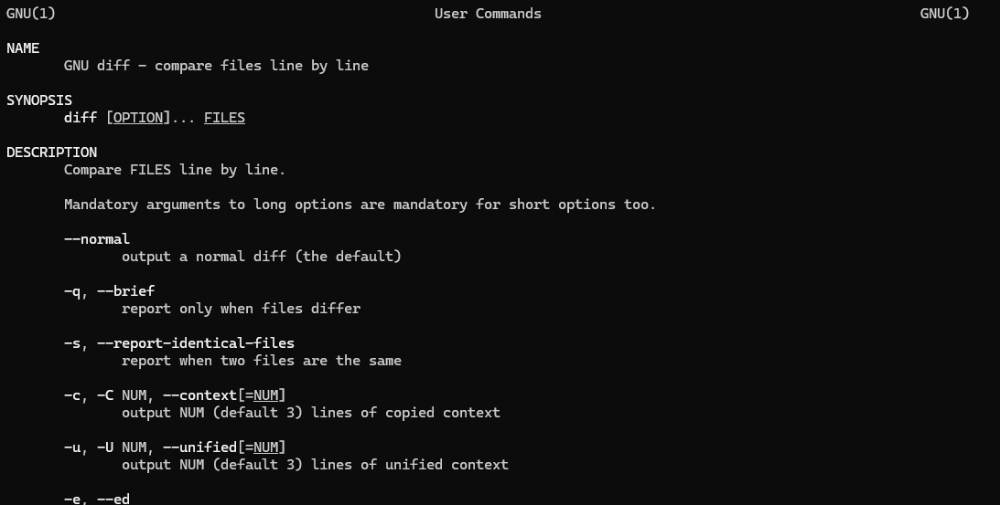 GNU(1) User Commands GNU(1)
NAME
GNU diff - compare files line by line
SYNOPSIS
diff [OPTION]... FILES
DESCRIPTION
Compare FILES line by line.
Mandatory arguments to long options are mandatory for short options too.
--normal
output a normal diff (the default)
-q, --brief
report only when files differ
-s, --report-identical-files
report when two files are the same
-c, -C NUM, --context[=NUM]
output NUM (default 3) lines of copied context
-u, -U NUM, --unified[=NUM]
output NUM (default 3) lines of unified context
-e, --ed